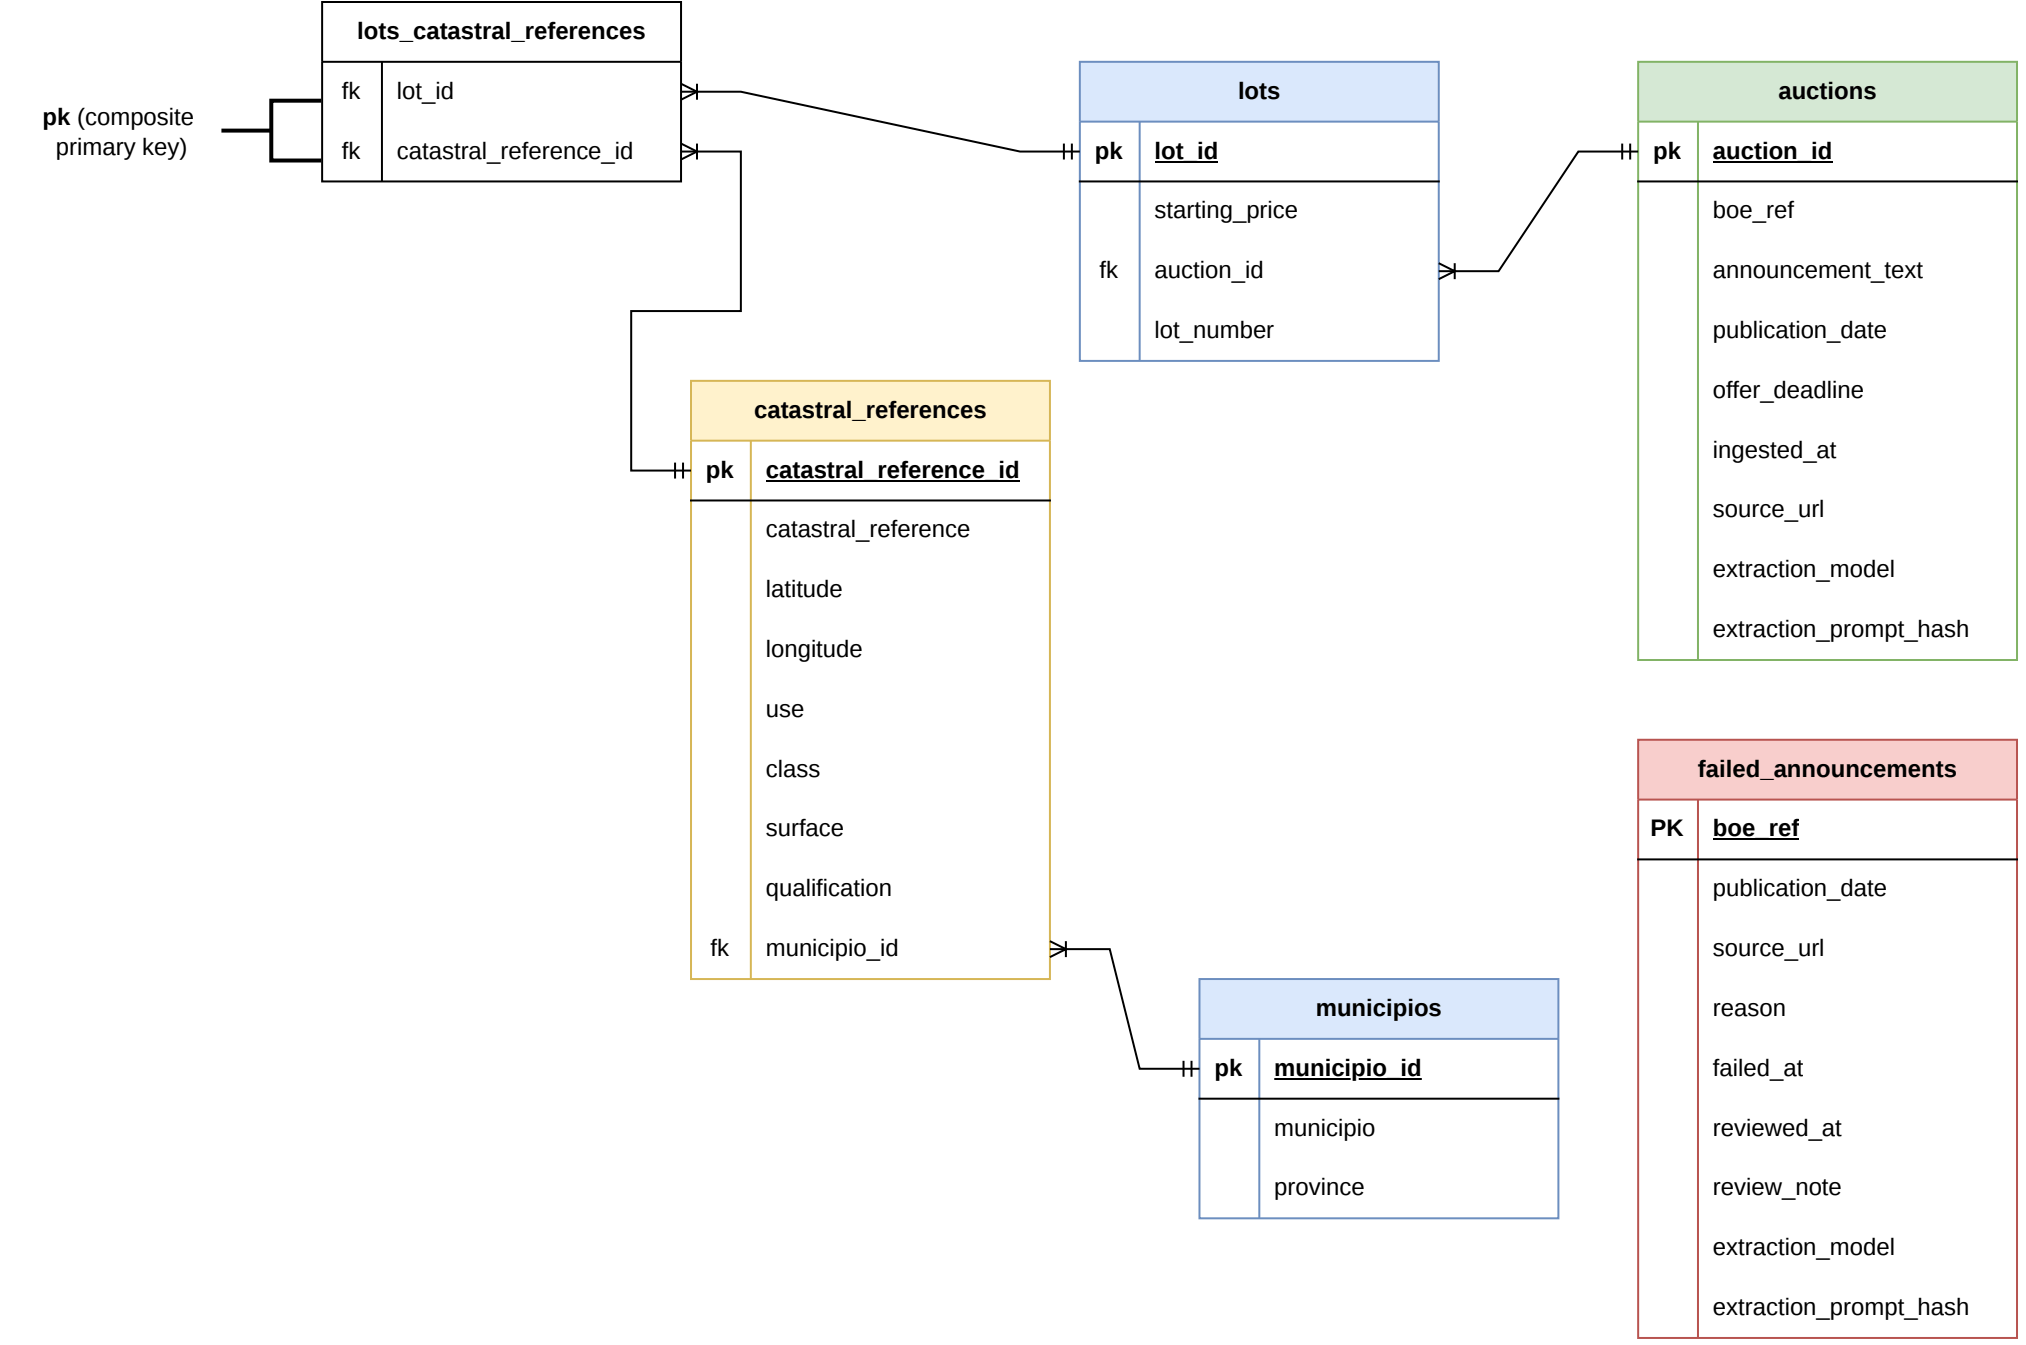 lots_catastral_references
fk lot_id
fk catastral_reference_id
pk (composite
primary key)
lots
pk lot_id
starting_price
fk auction_id
lot_number
auctions
pk auction_id
boe_ref
announcement_text
publication_date
offer_deadline
ingested_at
source_url
extraction_model
extraction_prompt_hash
catastral_references
pk catastral_reference_id
catastral_reference
latitude
longitude
use
class
surface
qualification
fk municipio_id
municipios
pk municipio_id
municipio
province
failed_announcements
PK boe_ref
publication_date
source_url
reason
failed_at
reviewed_at
review_note
extraction_model
extraction_prompt_hash